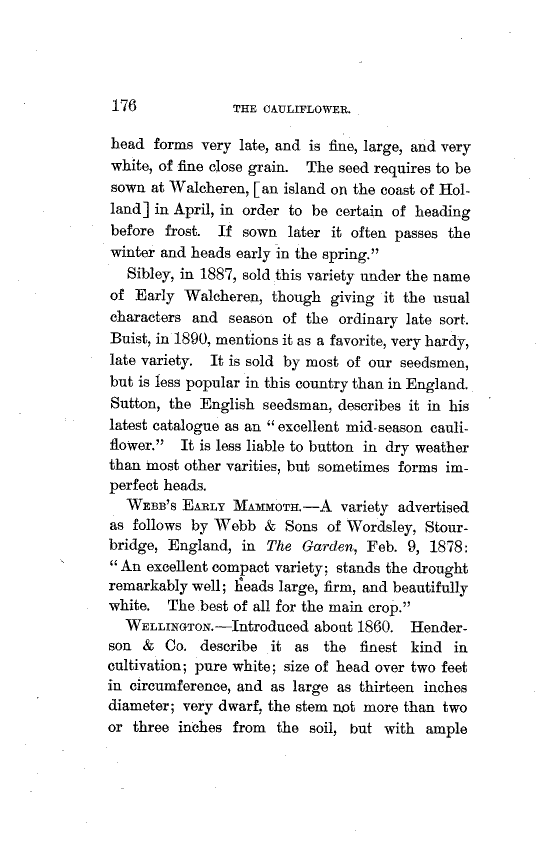 176 THE CAULIFLOWER.
head forms very late, and is fine, large, and very
white, of fine close grain. The seed requires to be
sown at Walcheren, [an island on the coast of Hol-
land] in April, in order to be certain of heading
before frost. If sown later it often passes the
winter and heads early in the spring.”
Sibley, in 1887, sold this variety under the name
of Early Walcheren, though giving it the usual
characters and season of the ordinary late sort.
Buist, in 1890, mentions it as a favorite, very hardy,
late variety. It is sold by most of our seedsmen,
but is less popular in this country than in England.
Sutton, the English seedsman, describes it in his
latest catalogue as an “excellent mid-season cauli-
flower.” It is less liable to button in dry weather
than most other varities, but sometimes forms im-
perfect heads.
WEBB’S EARLY MAMMOTH.—A variety advertised
as follows by Webb & Sons of Wordsley, Stour-
bridge, England, in The Garden, Feb. 9, 1878:
“An excellent compact variety; stands the drought
remarkably well; heads large, firm, and beautifully
white. The best of all for the main crop.”
WELLINGTON.—Introduced about 1860. Hender-
son & Co. describe it as the finest kind in
cultivation; pure white; size of head over two feet
in circumference, and as large as thirteen inches
diameter; very dwarf, the stem not more than two
or three inches from the soil, but with ample